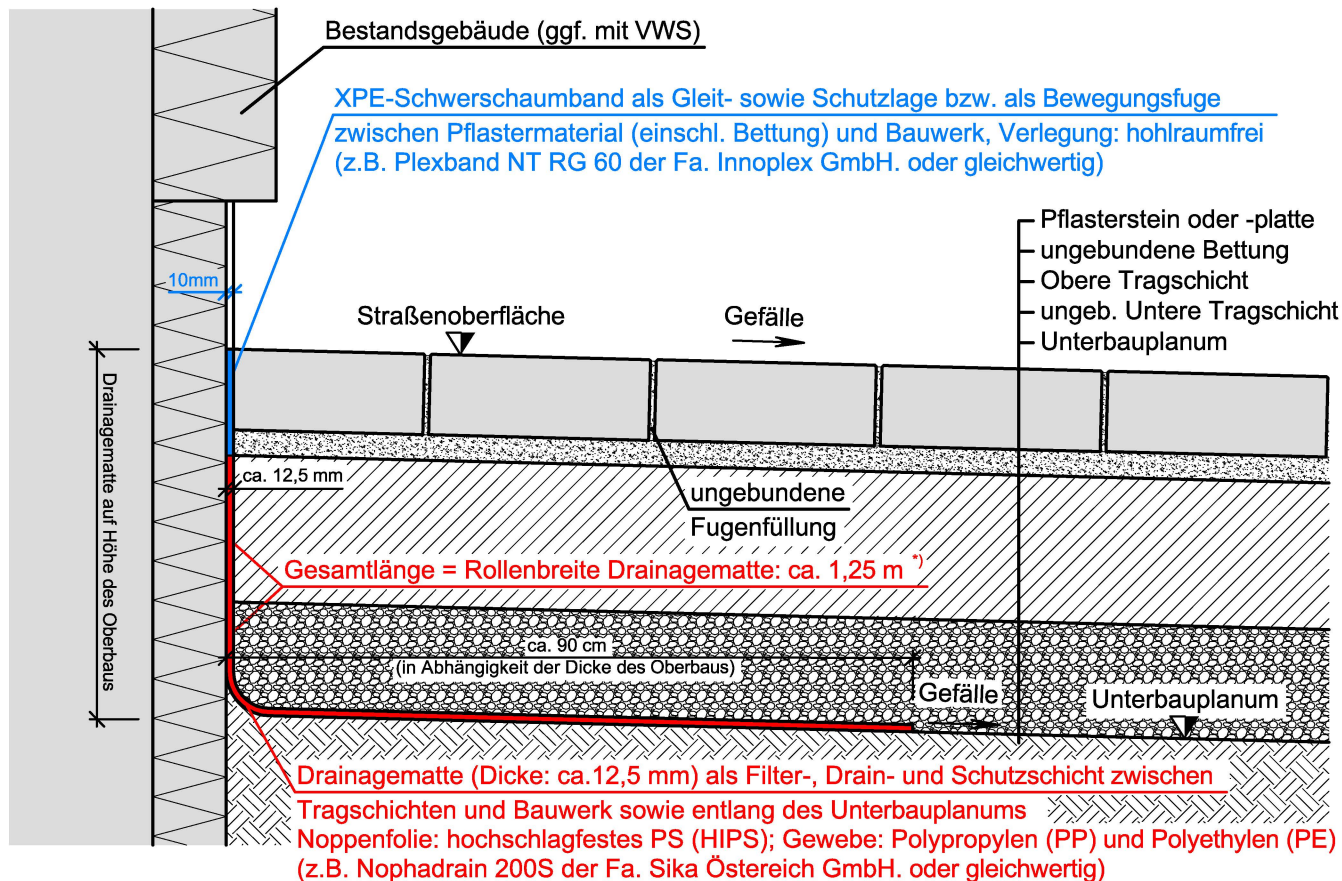 Bestandsgebäude (ggf. mit VWS)
XPE-Schwerschaumband als Gleit- sowie Schutzlage bzw. als Bewegungsfuge
zwischen Pflastermaterial (einschl. Bettung) und Bauwerk, Verlegung: hohlraumfrei
(z.B. Plexband NT RG 60 der Fa. Innoplex GmbH. oder gleichwertig)
Pflasterstein oder -platte
ungebundene Bettung
Obere Tragschicht
ungeb. Untere Tragschicht
Unterbauplanum
10mm
Straßenoberfläche
Gefälle
Drainagematte auf Höhe des Oberbaus
ca. 12,5 mm
ungebundene
Fugenfüllung
Gesamtlänge = Rollenbreite Drainagematte: ca. 1,25 m *)
ca. 90 cm
(in Abhängigkeit der Dicke des Oberbaus)
Gefälle
Unterbauplanum
Drainagematte (Dicke: ca.12,5 mm) als Filter-, Drain- und Schutzschicht zwischen
Tragschichten und Bauwerk sowie entlang des Unterbauplanums
Noppenfolie: hochschlagfestes PS (HIPS); Gewebe: Polypropylen (PP) und Polyethylen (PE)
(z.B. Nophadrain 200S der Fa. Sika Östereich GmbH. oder gleichwertig)